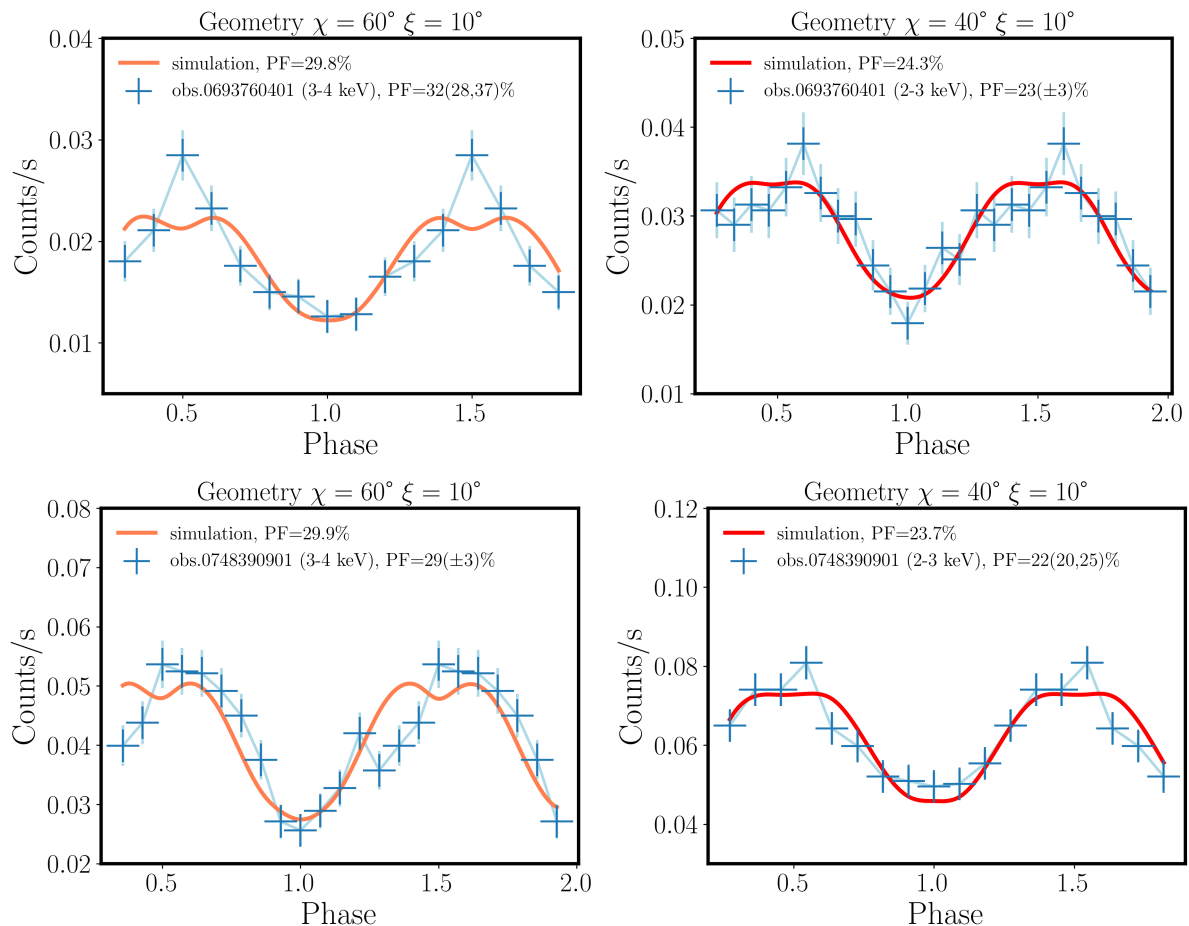 Geometry χ = 60° ξ = 10°
0.04
0.03
0.02
0.01
Counts/s
simulation, PF=29.8%
obs.0693760401 (3-4 keV), PF=32(28,37)%
0.5 1.0 1.5
Phase
Geometry χ = 40° ξ = 10°
0.05
0.04
0.03
0.02
0.01
Counts/s
simulation, PF=24.3%
obs.0693760401 (2-3 keV), PF=23(±3)%
0.5 1.0 1.5 2.0
Phase
Geometry χ = 60° ξ = 10°
0.08
0.07
0.06
0.05
0.04
0.03
0.02
Counts/s
simulation, PF=29.9%
obs.0748390901 (3-4 keV), PF=29(±3)%
0.5 1.0 1.5 2.0
Phase
Geometry χ = 40° ξ = 10°
0.12
0.10
0.08
0.06
0.04
Counts/s
simulation, PF=23.7%
obs.0748390901 (2-3 keV), PF=22(20,25)%
0.5 1.0 1.5
Phase